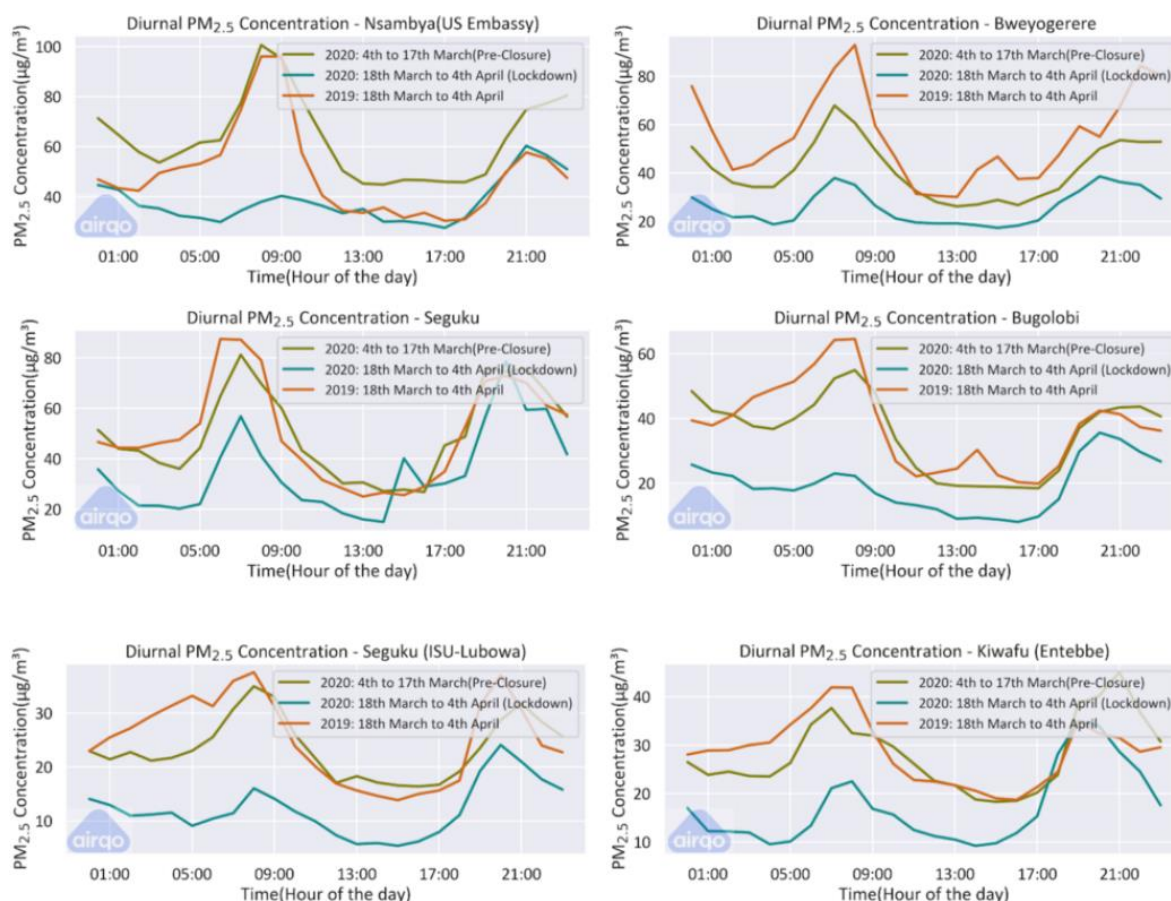 Diurnal PM2.5 Concentration - Nsambya(US Embassy)
PM2.5 Concentration(µg/m³)
100
80
60
40
2020: 4th to 17th March(Pre-Closure)
2020: 18th March to 4th April (Lockdown)
2019: 18th March to 4th April
airqo
01:00 05:00 09:00 13:00 17:00 21:00
Time(Hour of the day)
Diurnal PM2.5 Concentration - Bweyogerere
PM2.5 Concentration(µg/m³)
80
60
40
20
2020: 4th to 17th March(Pre-Closure)
2020: 18th March to 4th April (Lockdown)
2019: 18th March to 4th April
airqo
01:00 05:00 09:00 13:00 17:00 21:00
Time(Hour of the day)
Diurnal PM2.5 Concentration - Seguku
PM2.5 Concentration(µg/m³)
80
60
40
20
2020: 4th to 17th March(Pre-Closure)
2020: 18th March to 4th April (Lockdown)
2019: 18th March to 4th April
airqo
01:00 05:00 09:00 13:00 17:00 21:00
Time(Hour of the day)
Diurnal PM2.5 Concentration - Bugolobi
PM2.5 Concentration(µg/m³)
60
40
20
2020: 4th to 17th March(Pre-Closure)
2020: 18th March to 4th April (Lockdown)
2019: 18th March to 4th April
airqo
01:00 05:00 09:00 13:00 17:00 21:00
Time(Hour of the day)
Diurnal PM2.5 Concentration - Seguku (ISU-Lubowa)
PM2.5 Concentration(µg/m³)
30
20
10
2020: 4th to 17th March(Pre-Closure)
2020: 18th March to 4th April (Lockdown)
2019: 18th March to 4th April
airqo
01:00 05:00 09:00 13:00 17:00 21:00
Time(Hour of the day)
Diurnal PM2.5 Concentration - Kiwafu (Entebbe)
PM2.5 Concentration(µg/m³)
40
30
20
10
2020: 4th to 17th March(Pre-Closure)
2020: 18th March to 4th April (Lockdown)
2019: 18th March to 4th April
airqo
01:00 05:00 09:00 13:00 17:00 21:00
Time(Hour of the day)